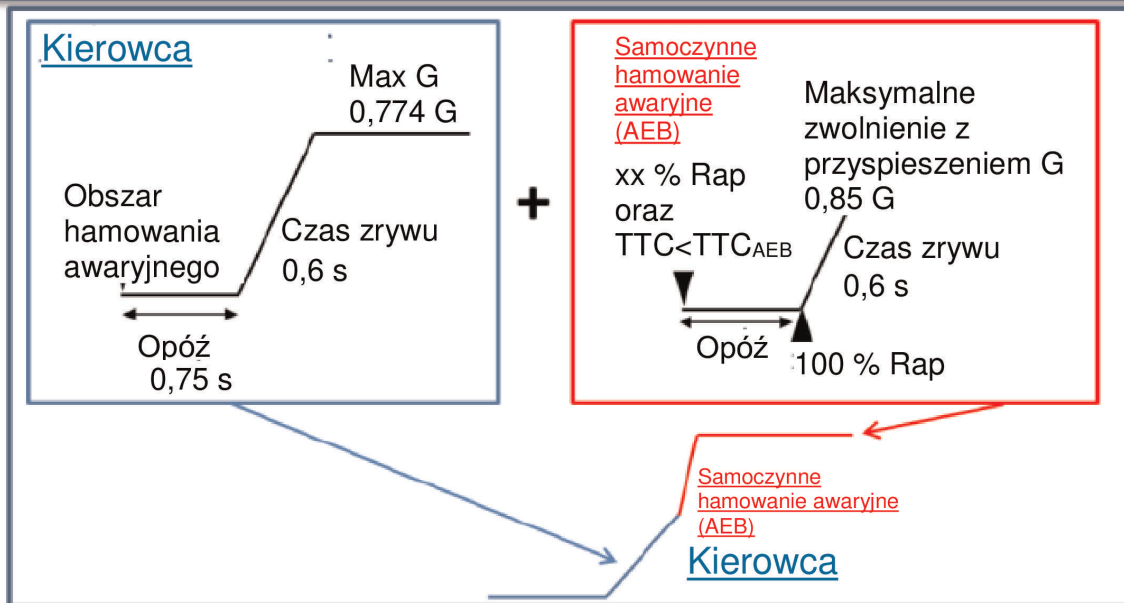 Kierowca
Max G
0,774 G
Obszar
hamowania
awaryjnego
Czas zrywu
0,6 s
Opóź
0,75 s
+
Samoczynne
hamowanie
awaryjne
(AEB)
xx % Rap
oraz
TTC<TTCAEB
Maksymalne
zwolnienie z
przyspieszeniem G
0,85 G
Czas zrywu
0,6 s
Opóź
100 % Rap
Samoczynne
hamowanie awaryjne
(AEB)
Kierowca